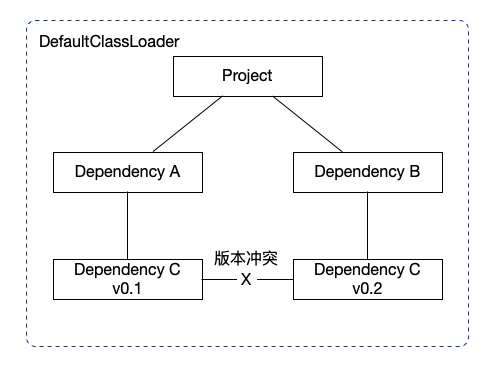 DefaultClassLoader
Project
Dependency A
Dependency B
版本冲突
Dependency C
v0.1
X
Dependency C
v0.2